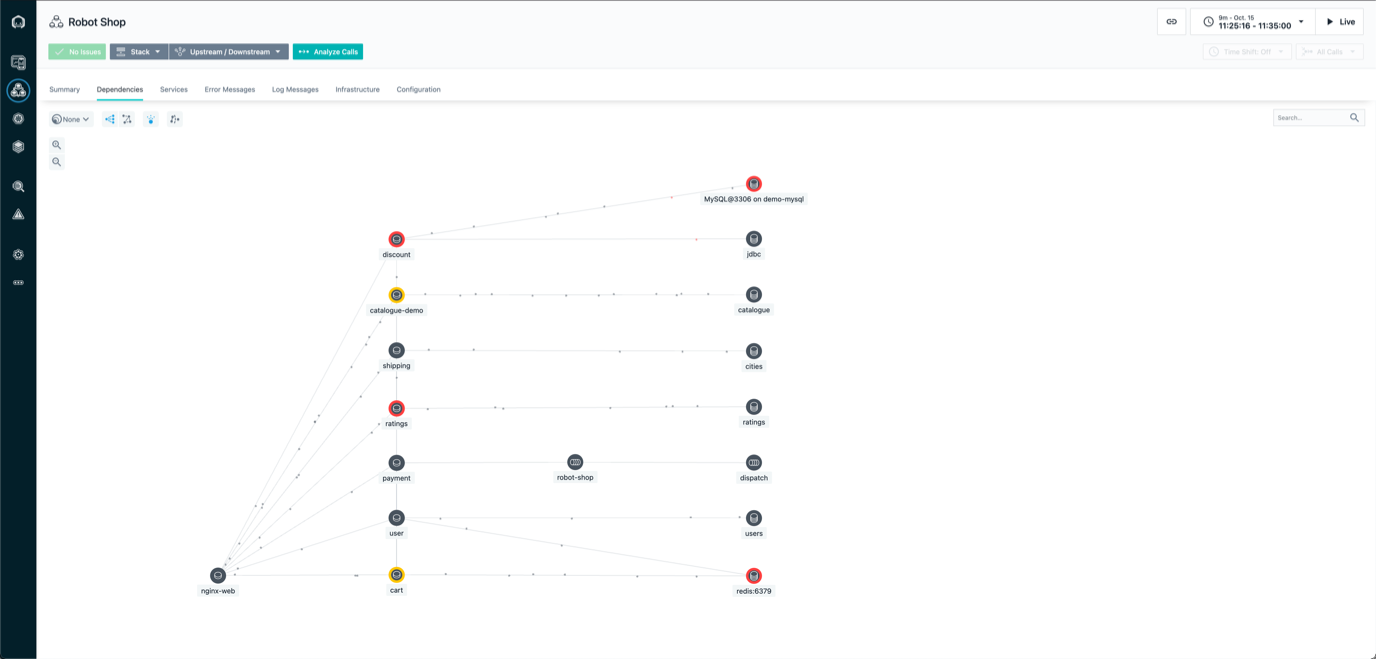 Robot Shop
9m - Oct. 15
11:25:16 - 11:35:00
Live
No Issues
Stack
Upstream / Downstream
Analyze Calls
Time Shift: Off
All Calls
Summary
Dependencies
Services
Error Messages
Log Messages
Infrastructure
Configuration
None
Search...
MySQL@3306 on demo-mysql
discount
jdbc
catalogue-demo
catalogue
shipping
cities
ratings
ratings
payment
robot-shop
dispatch
user
users
nginx-web
cart
redis:6379